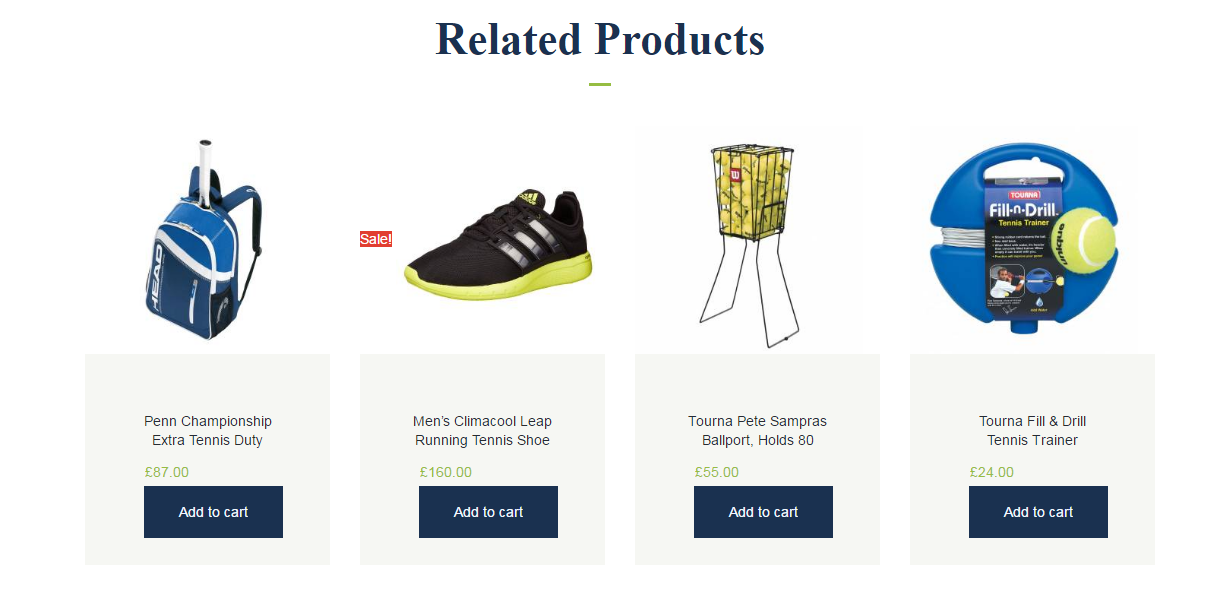 Related Products
HEAD
Sale!
adidas
W
TOURNA
Fill-n-Drill
Tennis Trainer
Penn Championship
Extra Tennis Duty
£87.00
Add to cart
Men’s Climacool Leap
Running Tennis Shoe
£160.00
Add to cart
Tourna Pete Sampras
Ballport, Holds 80
£55.00
Add to cart
Tourna Fill & Drill
Tennis Trainer
£24.00
Add to cart